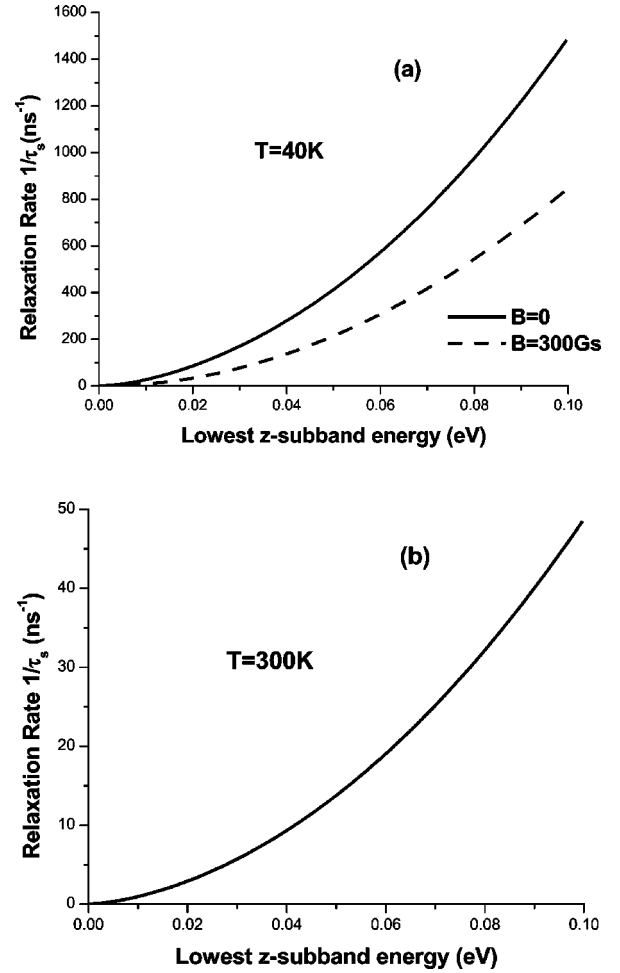 1600
1400
1200
1000
800
600
400
200
0
Relaxation Rate 1/τs(ns-1)
(a)
T=40K
B=0
B=300Gs
0.00 0.02 0.04 0.06 0.08 0.10
Lowest z-subband energy (eV)
50
40
30
20
10
0
Relaxation Rate 1/τs (ns-1)
(b)
T=300K
0.00 0.02 0.04 0.06 0.08 0.10
Lowest z-subband energy (eV)